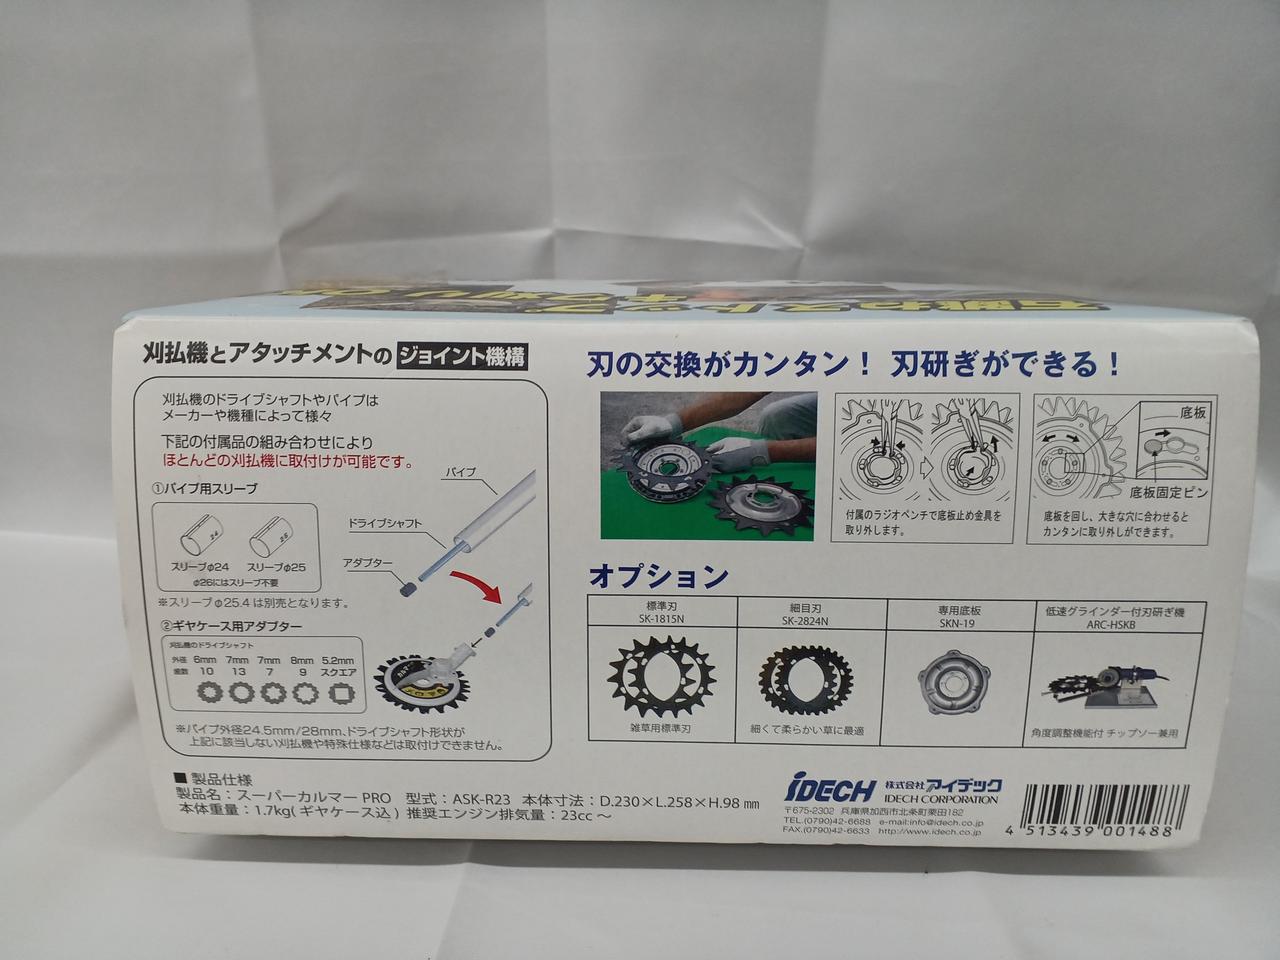 石跳ねストップ
キワ刈り
刈払機とアタッチメントの ジョイント機構
刈払機のドライブシャフトやパイプは
メーカーや機種によって様々
下記の付属品の組み合わせにより
ほとんどの刈払機に取付けが可能です。
①パイプ用スリーブ
24
25
スリーブφ24 スリーブφ25
φ26にはスリーブ不要
※スリーブφ25.4は別売となります。
パイプ
ドライブシャフト
アダプター
②ギヤケース用アダプター
刈払機のドライブシャフト
外径 6mm 7mm 7mm 8mm 5.2mm
歯数 10 13 7 9 スクエア
※パイプ外径24.5mm/28mm、ドライブシャフト形状が
上記に該当しない刈払機や特殊仕様などは取付けできません。
■製品仕様
製品名：スーパーカルマー PRO 型式：ASK-R23 本体寸法：D.230×L.258×H.98㎜
本体重量：1.7kg(ギヤケース込) 推奨エンジン排気量：23cc～
刃の交換がカンタン！ 刃研ぎができる！
付属のラジオペンチで底板止め金具を
取り外します。
底板
底板固定ピン
底板を回し、大きな穴に合わせると
カンタンに取り外しができます。
オプション
標準刃
SK-1815N
細目刃
SK-2824N
専用底板
SKN-19
低速グラインダー付刃研ぎ機
ARC-HSKB
雑草用標準刃
細くて柔らかい草に最適
角度調整機能付 チップソー兼用
iDECH 株式会社アイデック
IDECH CORPORATION
〒675-2302 兵庫県加西市北条町栗田182
TEL.(0790)42-6688 e-mail:info@idech.co.jp
FAX.(0790)42-6633 http://www.idech.co.jp
4 513439 001488